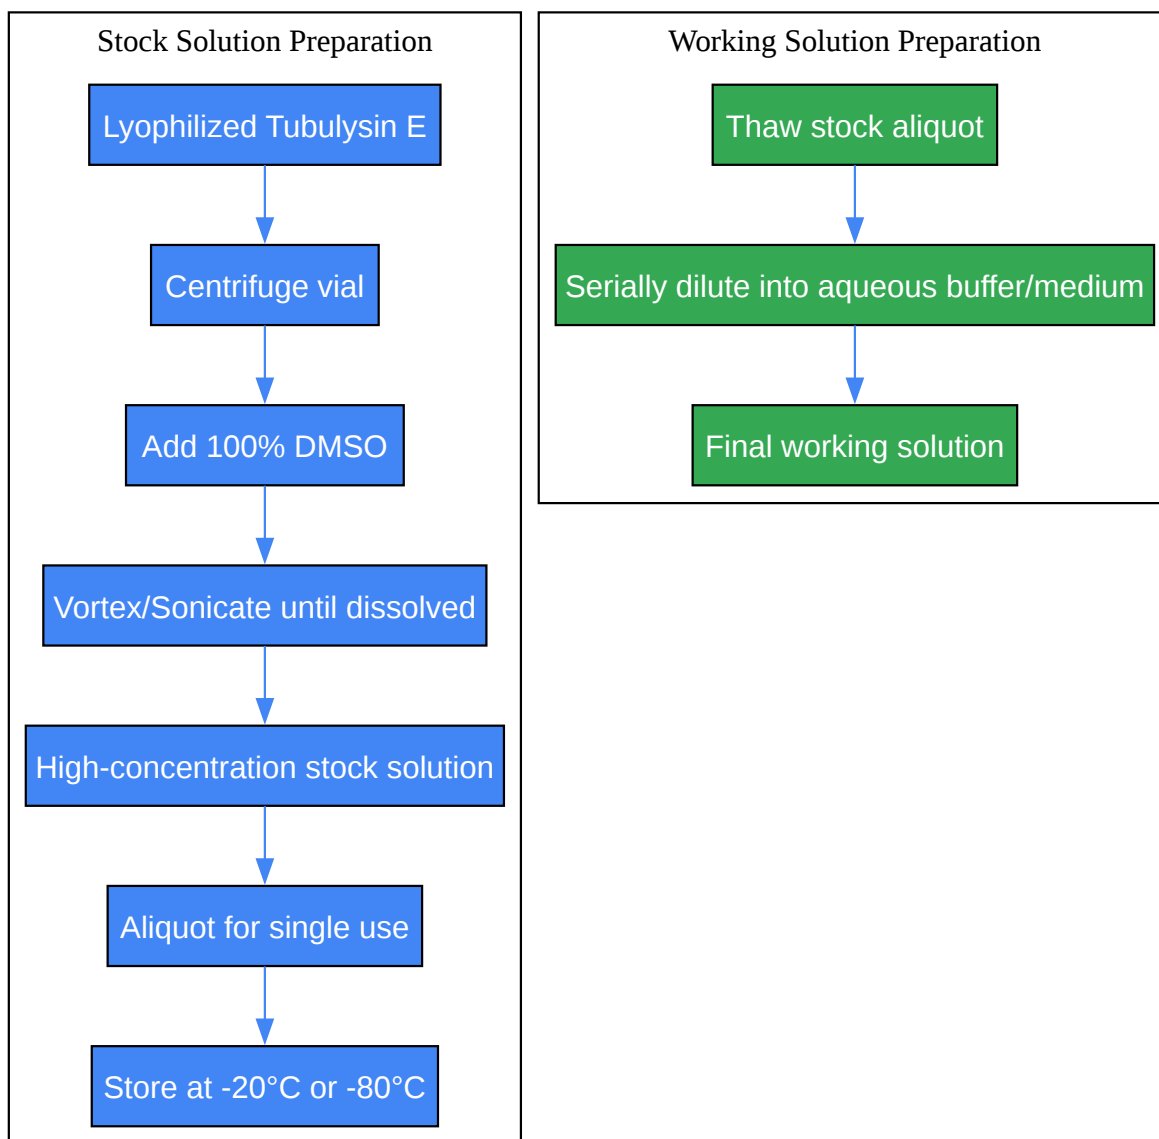 Stock Solution Preparation
Lyophilized Tubulysin E
Centrifuge vial
Add 100% DMSO
Vortex/Sonicate until dissolved
High-concentration stock solution
Aliquot for single use
Store at -20°C or -80°C
Working Solution Preparation
Thaw stock aliquot
Serially dilute into aqueous buffer/medium
Final working solution